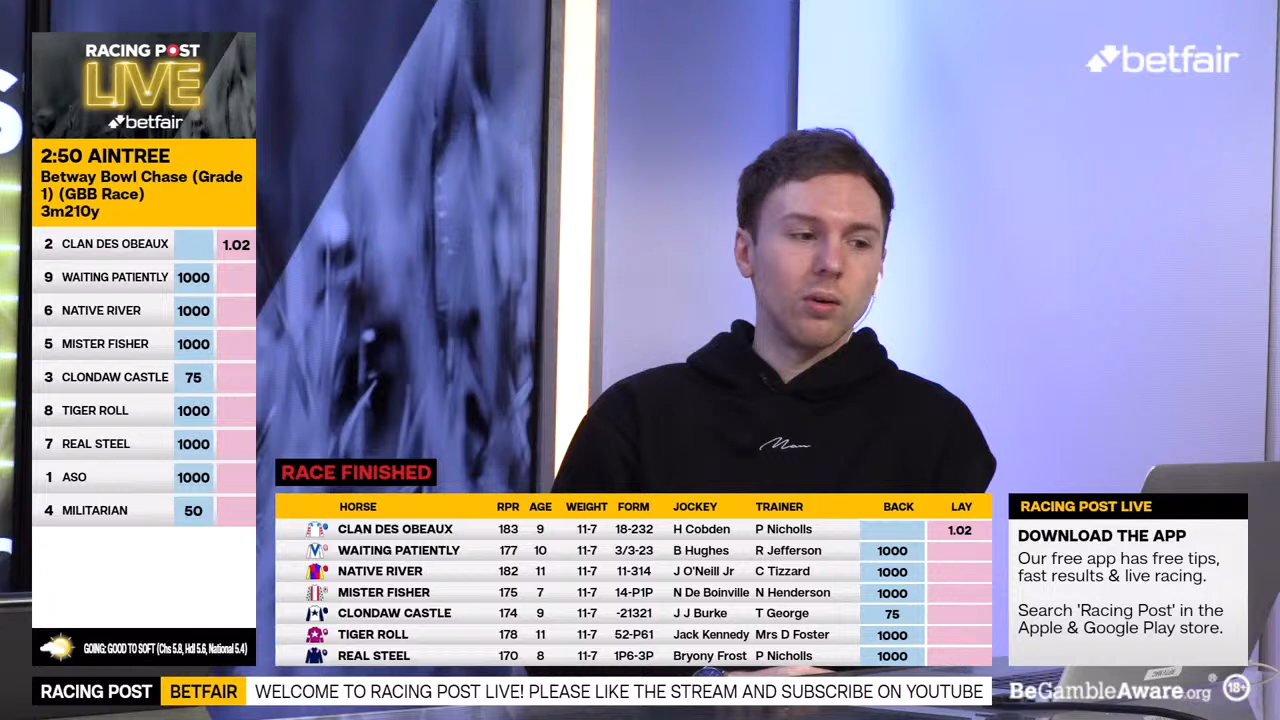 RACING POST
LIVE
betfair
2:50 AINTREE
Betway Bowl Chase (Grade
1) (GBB Race)
3m210y
2 CLAN DES OBEAUX 1.02
9 WAITING PATIENTLY 1000
6 NATIVE RIVER 1000
5 MISTER FISHER 1000
3 CLONDAW CASTLE 75
8 TIGER ROLL 1000
7 REAL STEEL 1000
1 ASO 1000
4 MILITARIAN 50
GOING: GOOD TO SOFT (Chs 5.8, Hdl 5.6, National 5.4)
betfair
Man
RACE FINISHED
HORSE RPR AGE WEIGHT FORM JOCKEY TRAINER BACK LAY
CLAN DES OBEAUX 183 9 11-7 18-232 H Cobden P Nicholls 1.02
WAITING PATIENTLY 177 10 11-7 3/3-23 B Hughes R Jefferson 1000
NATIVE RIVER 182 11 11-7 11-314 J O'Neill Jr C Tizzard 1000
MISTER FISHER 175 7 11-7 14-P1P N De Boinville N Henderson 1000
CLONDAW CASTLE 174 9 11-7 -21321 J J Burke T George 75
TIGER ROLL 178 11 11-7 52-P61 Jack Kennedy Mrs D Foster 1000
REAL STEEL 170 8 11-7 1P6-3P Bryony Frost P Nicholls 1000
RACING POST LIVE
DOWNLOAD THE APP
Our free app has free tips,
fast results & live racing.
Search 'Racing Post' in the
Apple & Google Play store.
RACING POST BETFAIR WELCOME TO RACING POST LIVE! PLEASE LIKE THE STREAM AND SUBSCRIBE ON YOUTUBE
BeGambleAware.org® 18+